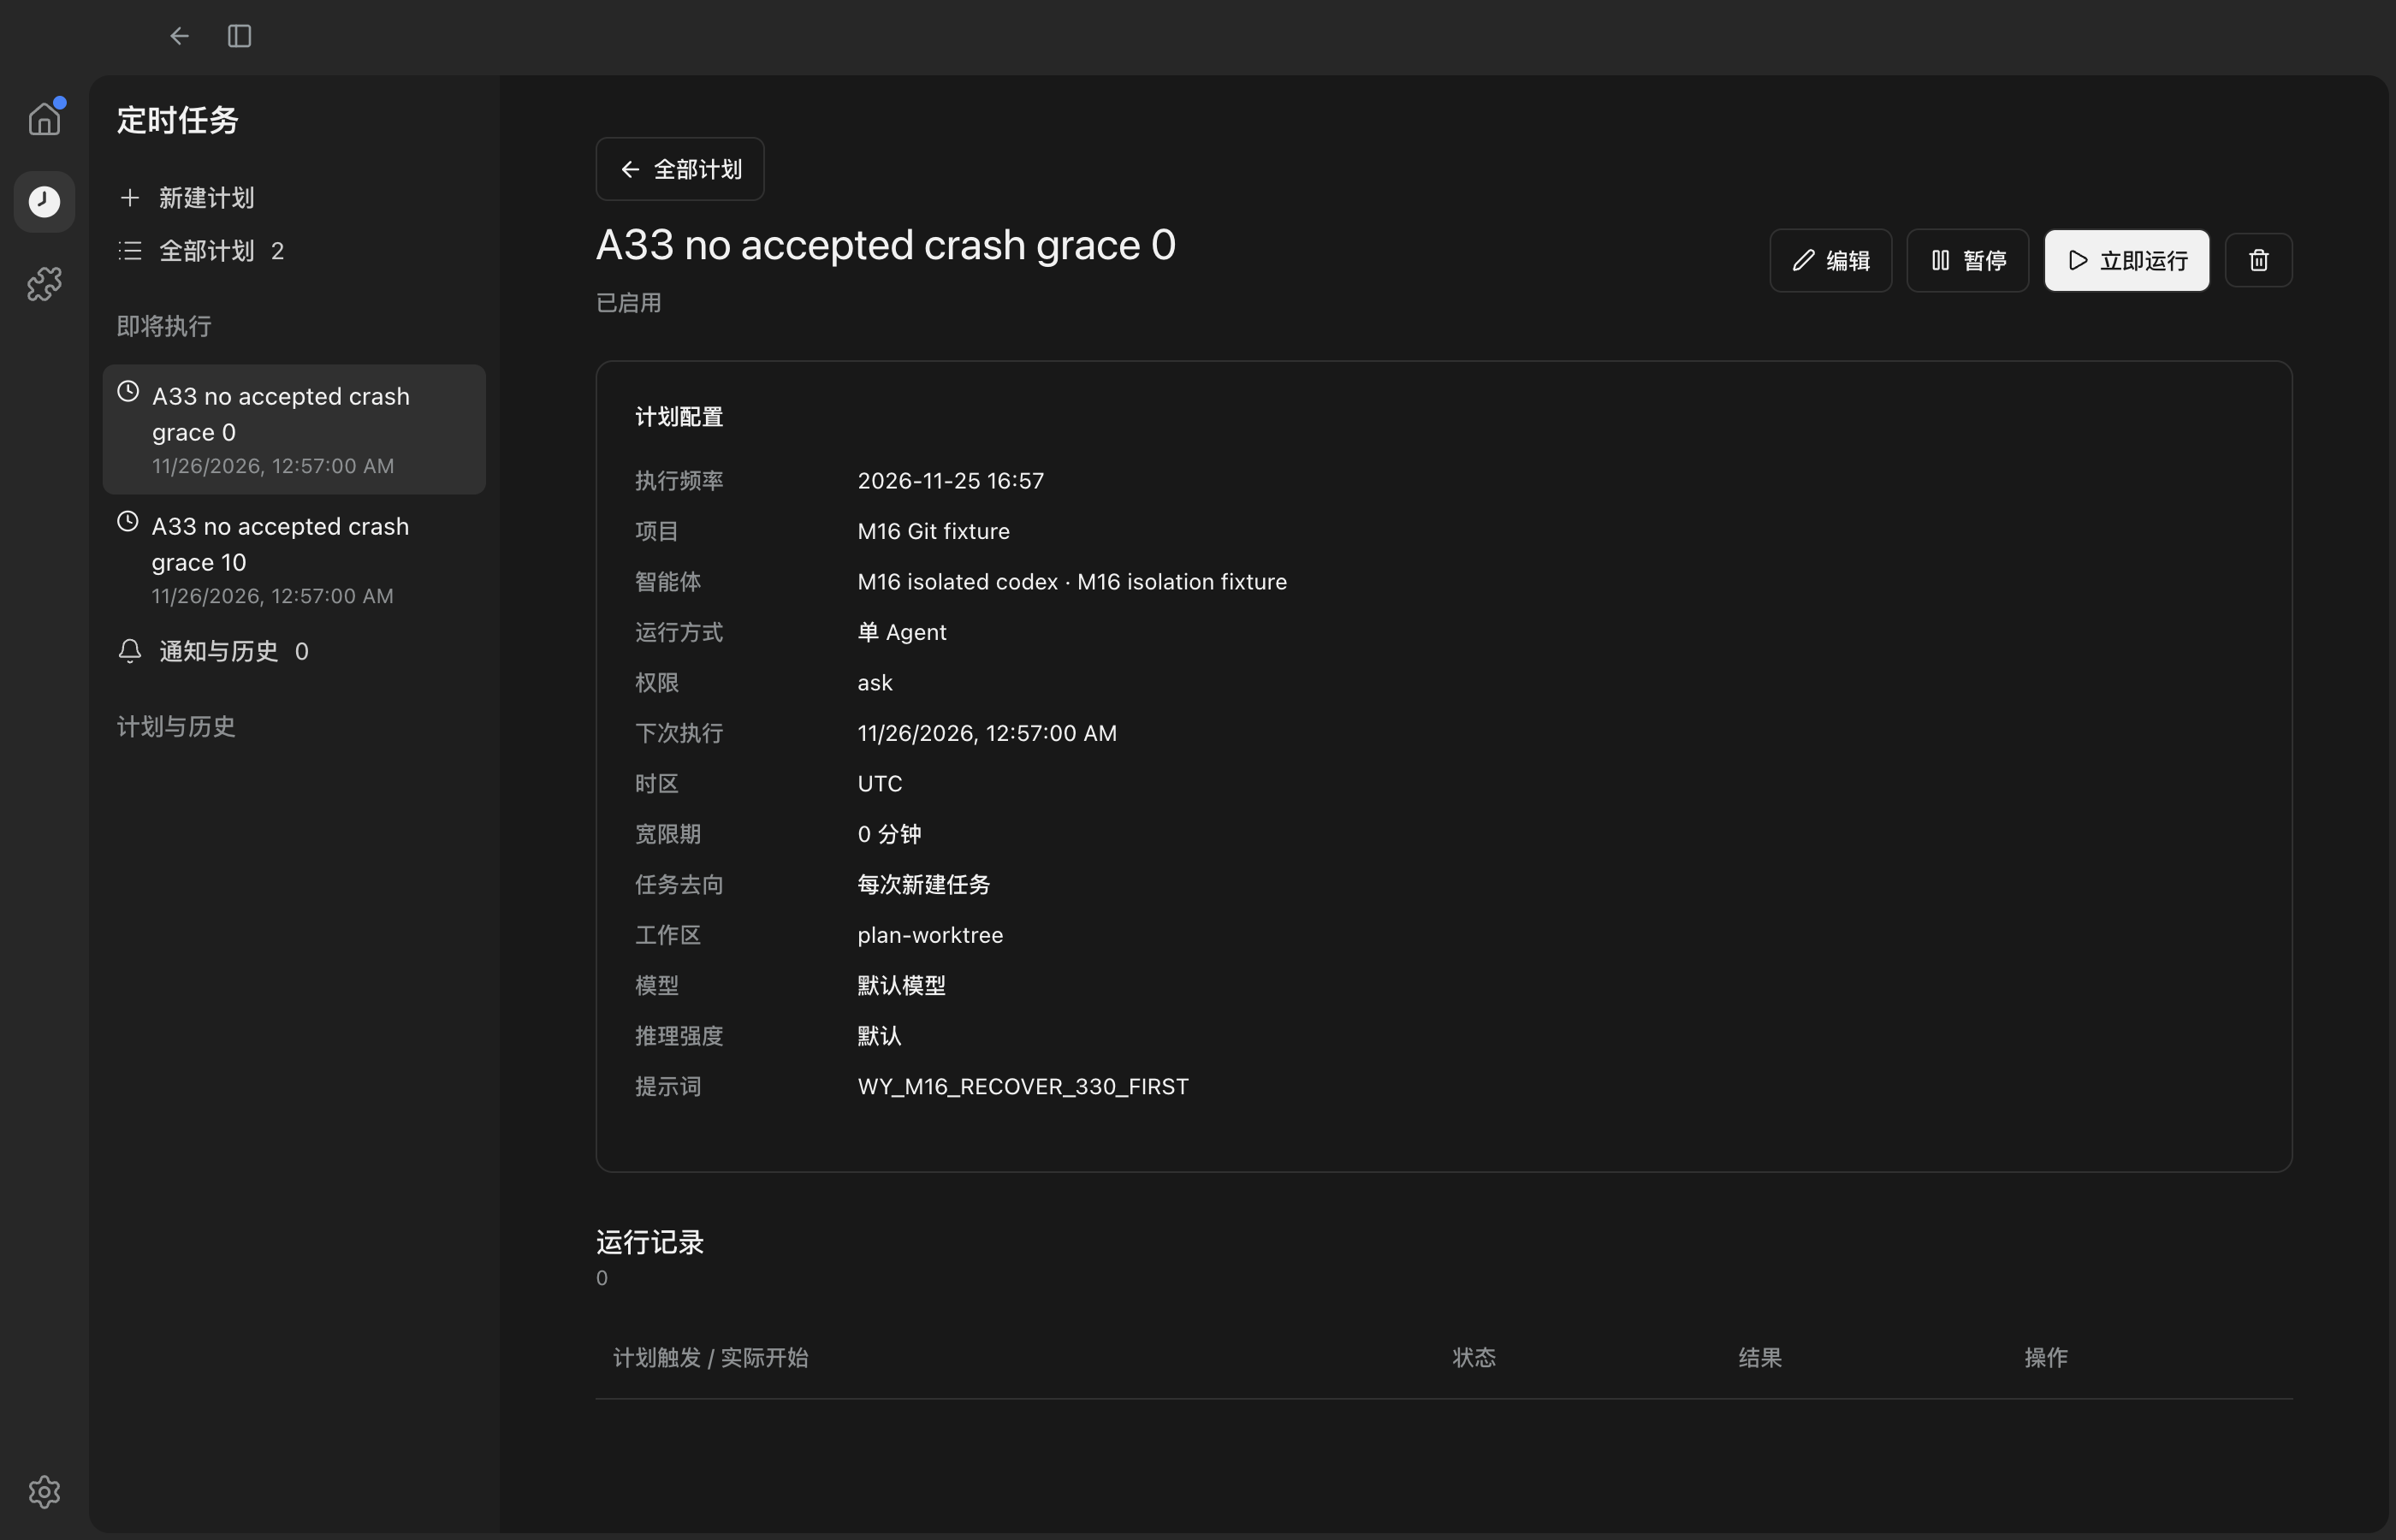 定时任务
新建计划
全部计划 2
即将执行
A33 no accepted crash
grace 0
11/26/2026, 12:57:00 AM
A33 no accepted crash
grace 10
11/26/2026, 12:57:00 AM
通知与历史 0
计划与历史
全部计划
A33 no accepted crash grace 0
已启用
编辑
暂停
立即运行
计划配置
执行频率 2026-11-25 16:57
项目 M16 Git fixture
智能体 M16 isolated codex · M16 isolation fixture
运行方式 单 Agent
权限 ask
下次执行 11/26/2026, 12:57:00 AM
时区 UTC
宽限期 0 分钟
任务去向 每次新建任务
工作区 plan-worktree
模型 默认模型
推理强度 默认
提示词 WY_M16_RECOVER_330_FIRST
运行记录
0
计划触发 / 实际开始 状态 结果 操作